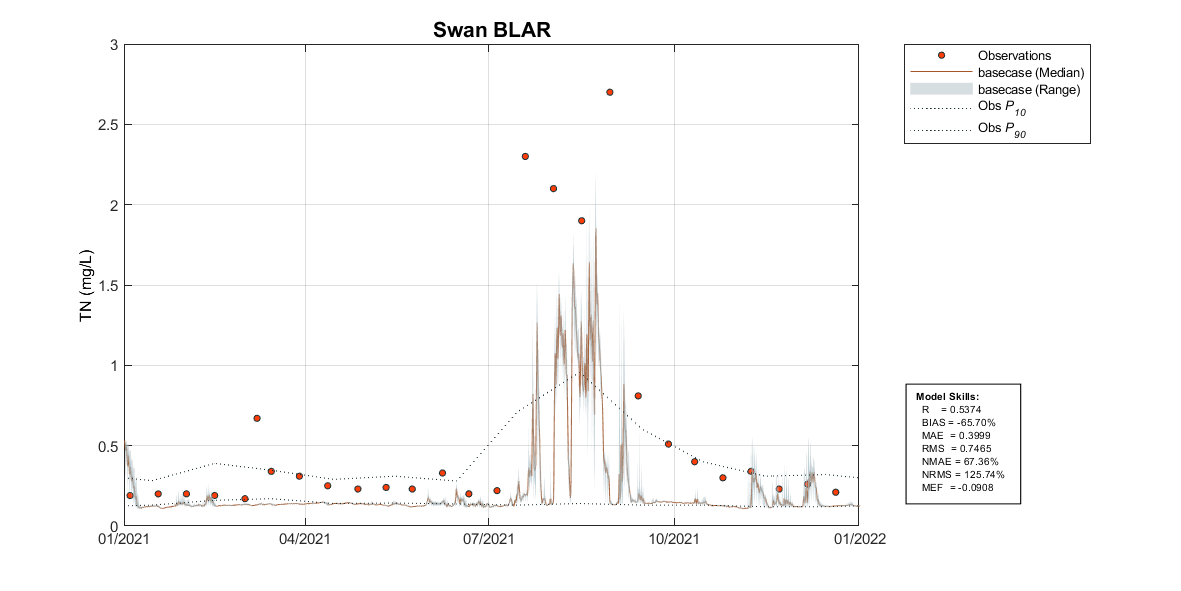 Swan BLAR
3
2.5
2
1.5
1
0.5
0
TN (mg/L)
01/2021
04/2021
07/2021
10/2021
01/2022
Observations
basecase (Median)
basecase (Range)
Obs P10
Obs P90
Model Skills:
R = 0.5374
BIAS = -65.70%
MAE = 0.3999
RMS = 0.7465
NMAE = 67.36%
NRMS = 125.74%
MEF = -0.0908